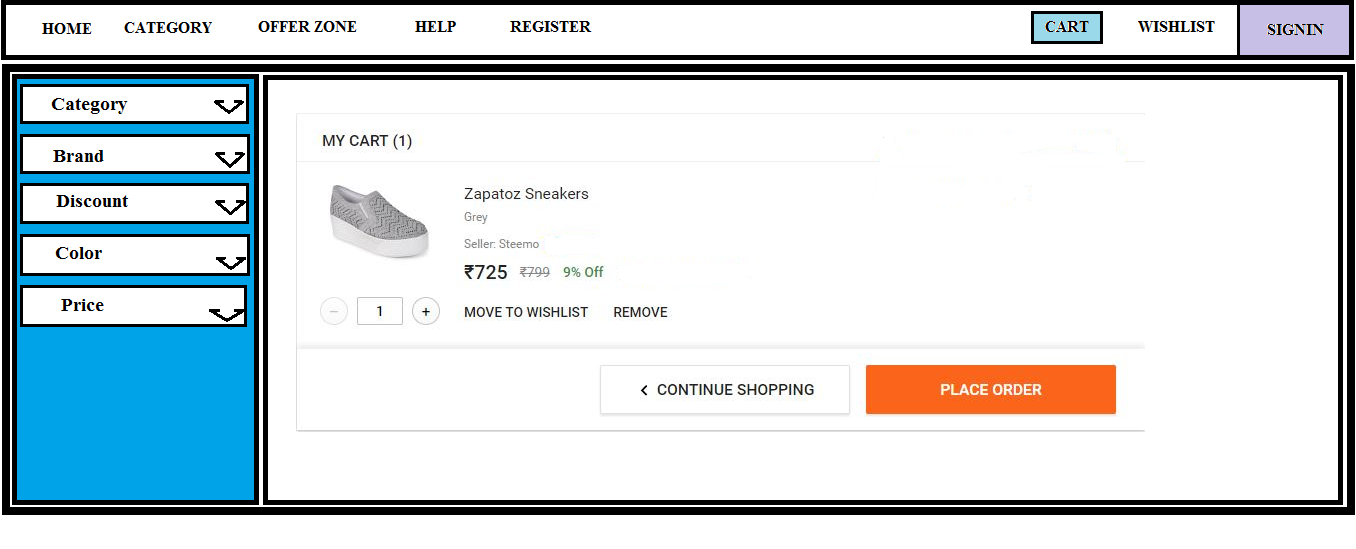 HOME CATEGORY OFFER ZONE HELP REGISTER CART WISHLIST SIGNIN
Category
Brand
Discount
Color
Price
MY CART (1)
Zapatoz Sneakers
Grey
Seller: Steemo
₹725 ₹799 9% Off
− 1 + MOVE TO WISHLIST REMOVE
CONTINUE SHOPPING PLACE ORDER